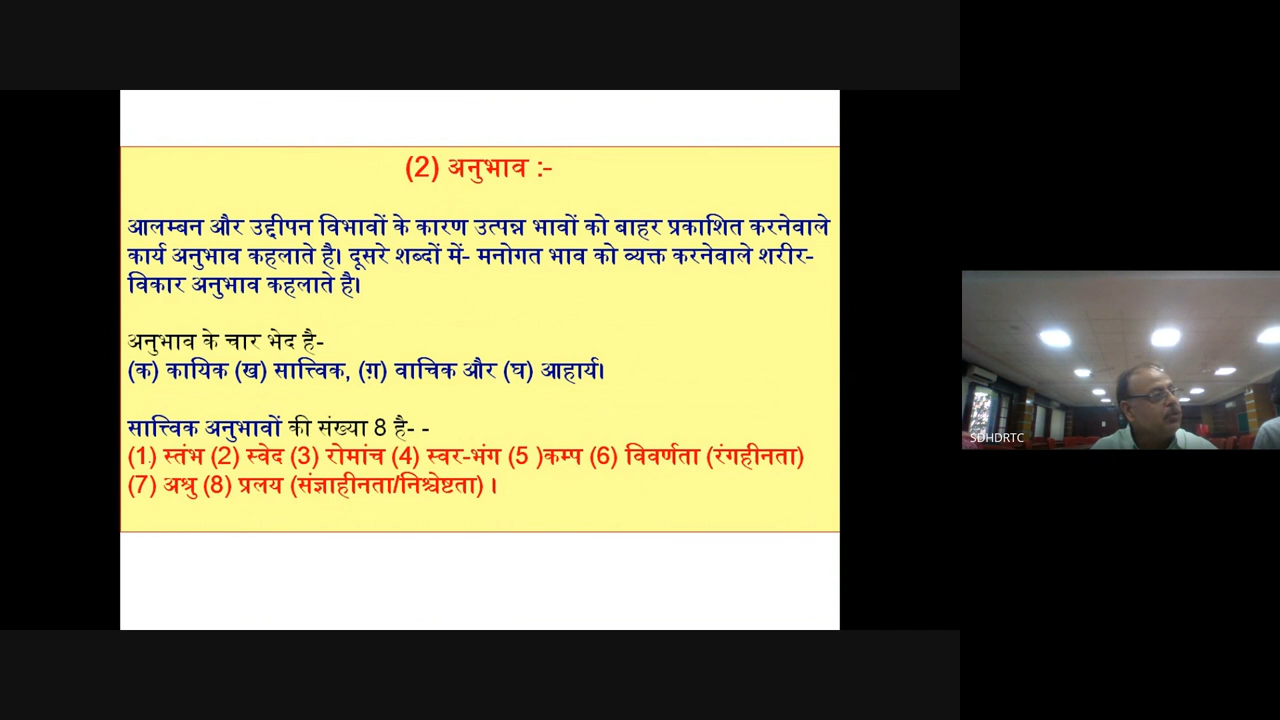 (2) अनुभाव :-
आलम्बन और उद्दीपन विभावों के कारण उत्पन्न भावों को बाहर प्रकाशित करनेवाले
कार्य अनुभाव कहलाते है। दूसरे शब्दों में- मनोगत भाव को व्यक्त करनेवाले शरीर-
विकार अनुभाव कहलाते है।
अनुभाव के चार भेद है-
(क) कायिक (ख) सात्त्विक, (ग़) वाचिक और (घ) आहार्य।
सात्त्विक अनुभावों की संख्या 8 है- -
(1) स्तंभ (2) स्वेद (3) रोमांच (4) स्वर-भंग (5 )कम्प (6) विवर्णता (रंगहीनता)
(7) अश्रु (8) प्रलय (संज्ञाहीनता/निश्चेष्टता) ।
SDHDRTC